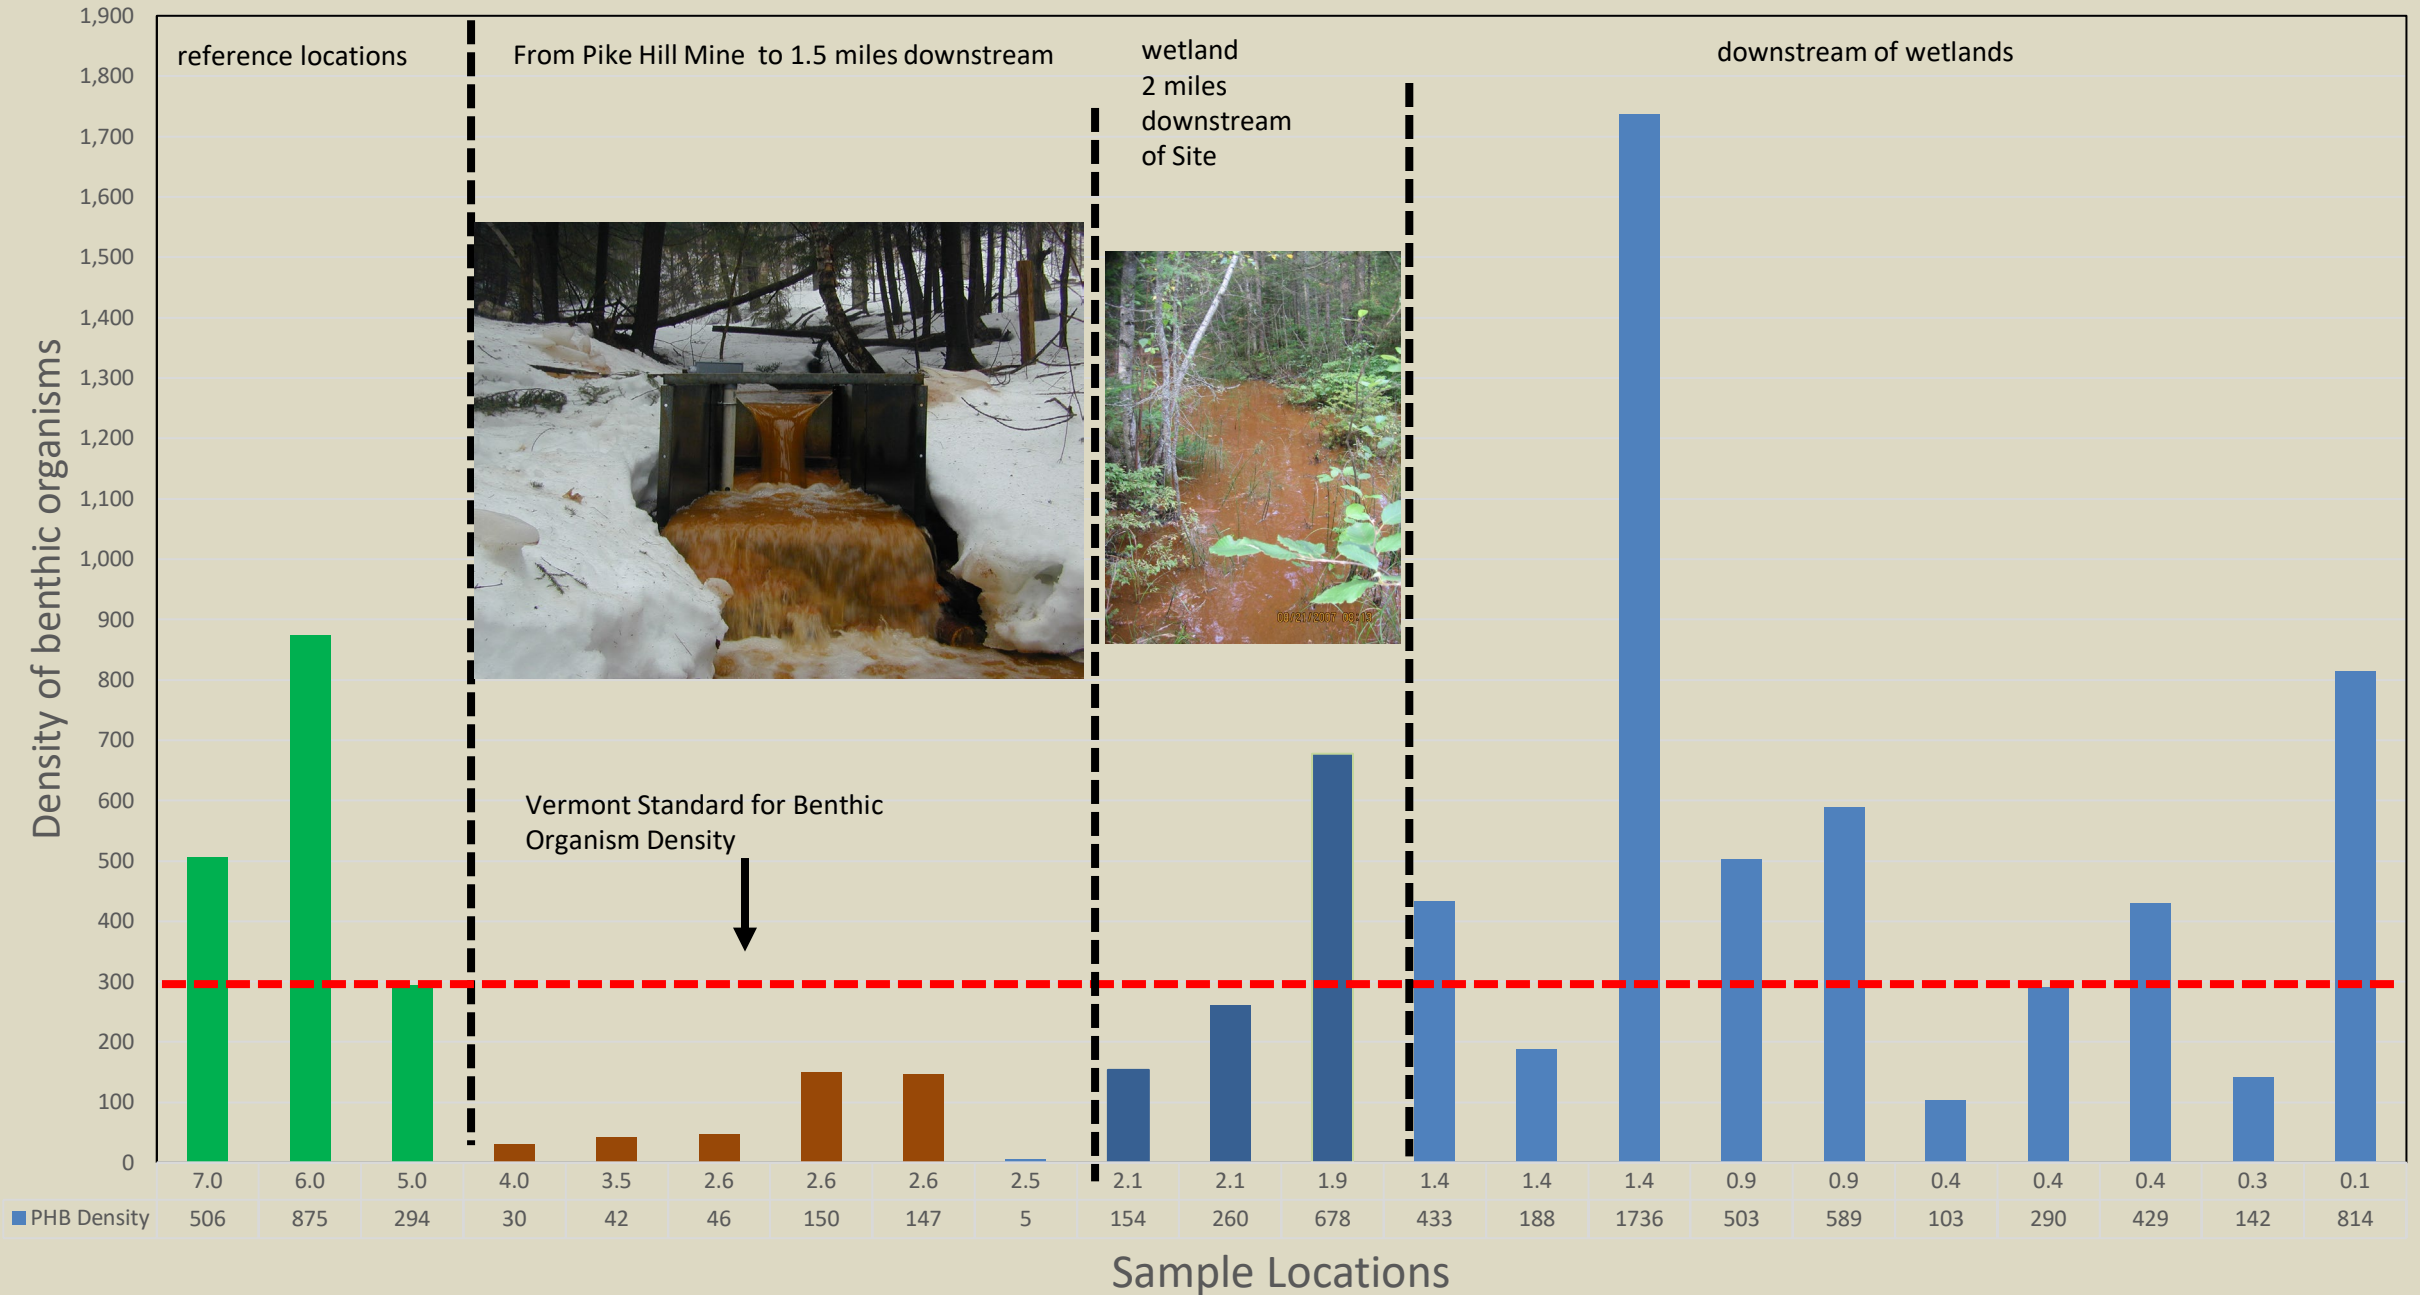 1,900
1,800
1,700
1,600
1,500
1,400
1,300
1,200
1,100
1,000
900
800
700
600
500
400
300
200
100
0
Density of benthic organisms
reference locations
From Pike Hill Mine to 1.5 miles downstream
wetland
2 miles
downstream
of Site
downstream of wetlands
Vermont Standard for Benthic
Organism Density
7.0 6.0 5.0 4.0 3.5 2.6 2.6 2.6 2.5 2.1 2.1 1.9 1.4 1.4 1.4 0.9 0.9 0.4 0.4 0.4 0.3 0.1
PHB Density 506 875 294 30 42 46 150 147 5 154 260 678 433 188 1736 503 589 103 290 429 142 814
Sample Locations